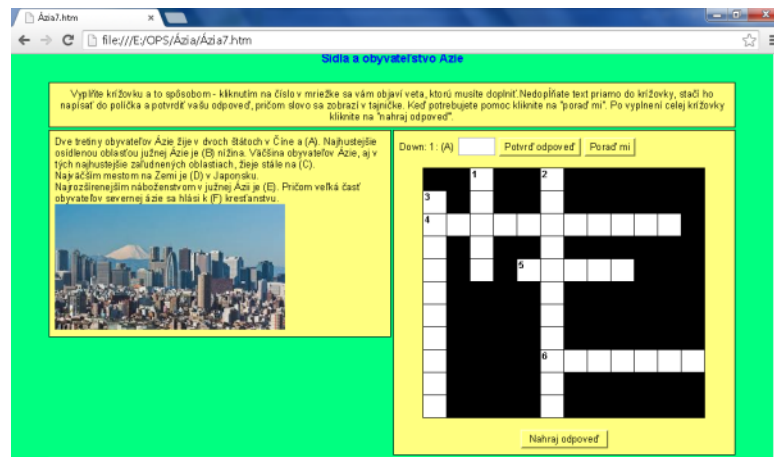 Ázia7.htm
file:///E:/OPS/Ázia/Ázia7.htm
Sídla a obyvateľstvo Azie
Vyplňte krížovku a to spôsobom - kliknutím na číslo v mriežke sa vám objaví veta, ktorú musíte doplniť.Nedopĺňate text priamo do krížovky, stačí ho
napísať do políčka a potvrdiť vašu odpoveď, pričom slovo sa zobrazí v tajničke. Keď potrebujete pomoc kliknite na "poraď mi". Po vyplnení celej krížovky
kliknite na "nahraj odpoveď".
Dve tretiny obyvateľov Ázie žije v dvoch štátoch v Číne a (A). Najhustejšie
osídlenou oblasťou južnej Ázie je (B) nížina. Väčšina obyvateľov Ázie, aj v
tých najhustejšie zaľudnených oblastiach, žieje stále na (C).
Najväčším mestom na Zemi je (D) v Japonsku.
Najrozšírenejším náboženstvom v južnej Ázii je (E). Pričom veľká časť
obyvateľov severnej ázie sa hlási k (F) kresťanstvu.
Down: 1: (A) Potvrď odpoveď Poraď mi
1 2
3
4
5
6
Nahraj odpoveď